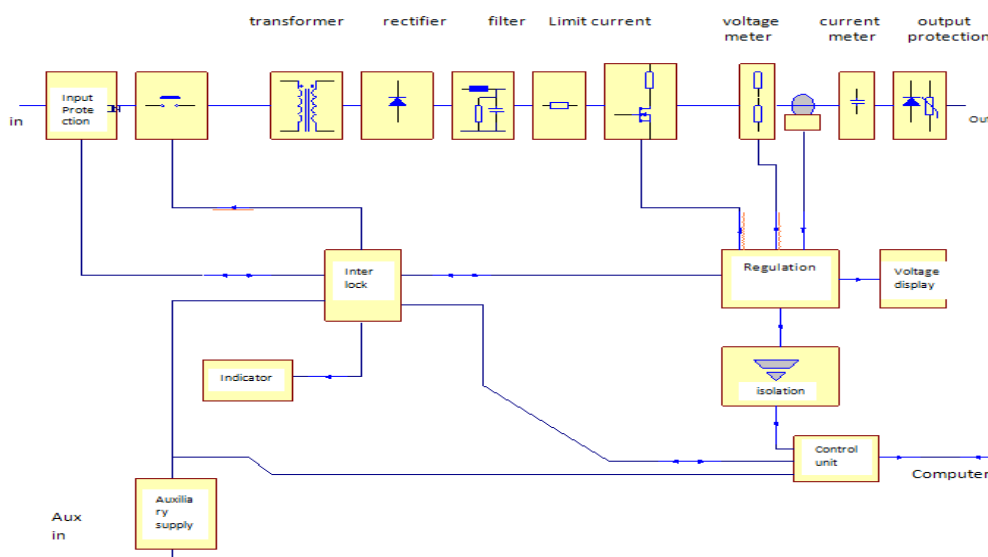 transformer
rectifier
filter
Limit current
voltage
meter
current
meter
output
protection
Input
Prote
ction
in
Out
Inter
lock
Regulation
Voltage
display
Indicator
isolation
Control
unit
Computer
Auxilia
ry
supply
Aux
in